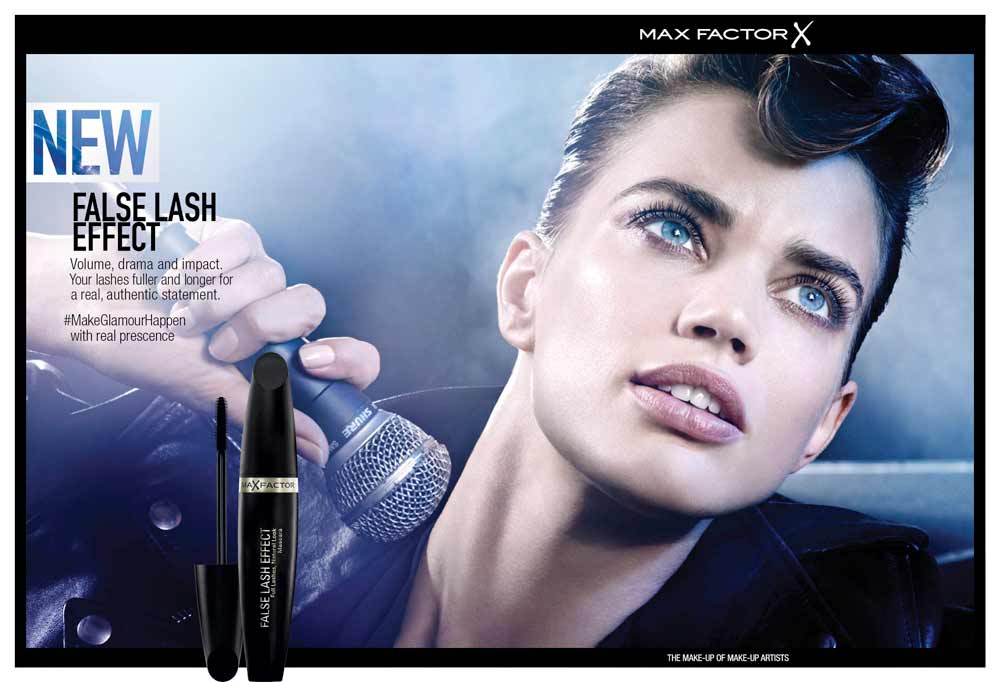 MAX FACTOR X
NEW
FALSE LASH
EFFECT
Volume, drama and impact.
Your lashes fuller and longer for
a real, authentic statement.
#MakeGlamourHappen
with real prescence
SHURE
MAXFACTOR
FALSE LASH EFFECT
Full Lashes, Natural Look
Mascara
THE MAKE-UP OF MAKE-UP ARTISTS